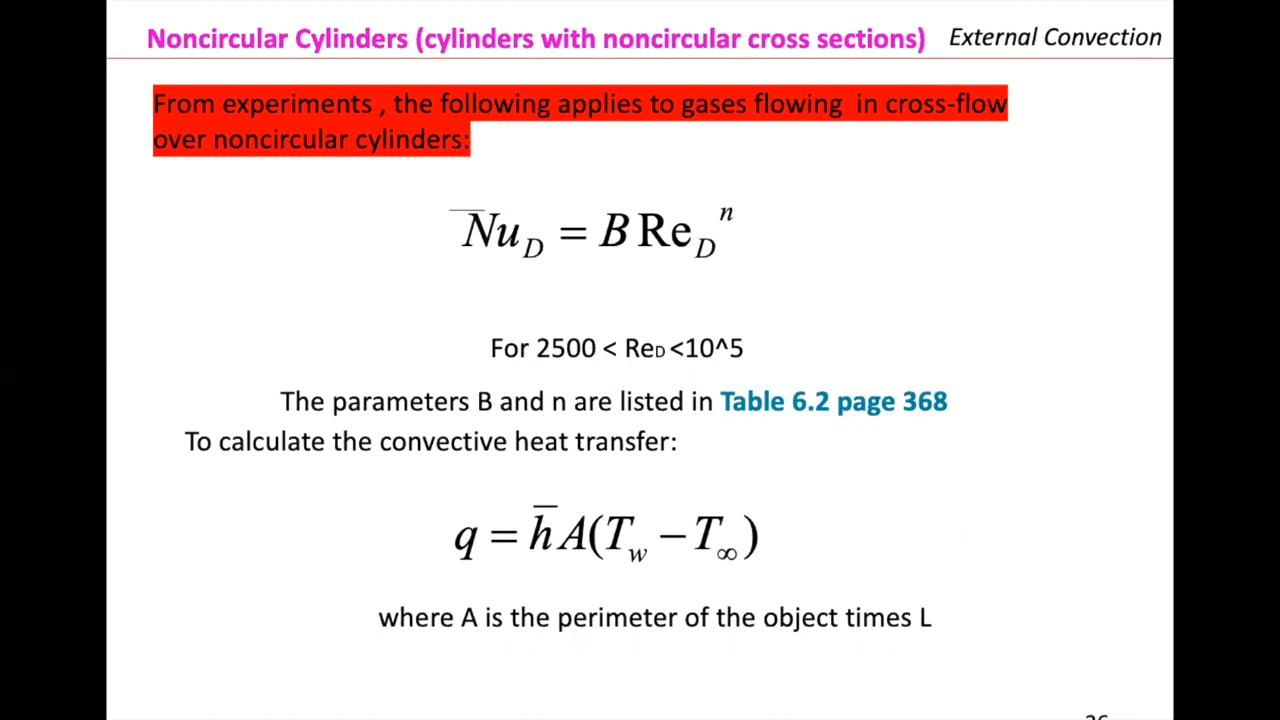 Noncircular Cylinders (cylinders with noncircular cross sections) External Convection
From experiments , the following applies to gases flowing in cross-flow
over noncircular cylinders:
N̅u_D = B Re_D^n
For 2500 < Re_D <10^5
The parameters B and n are listed in Table 6.2 page 368
To calculate the convective heat transfer:
q = h̅ A(T_w − T_∞)
where A is the perimeter of the object times L